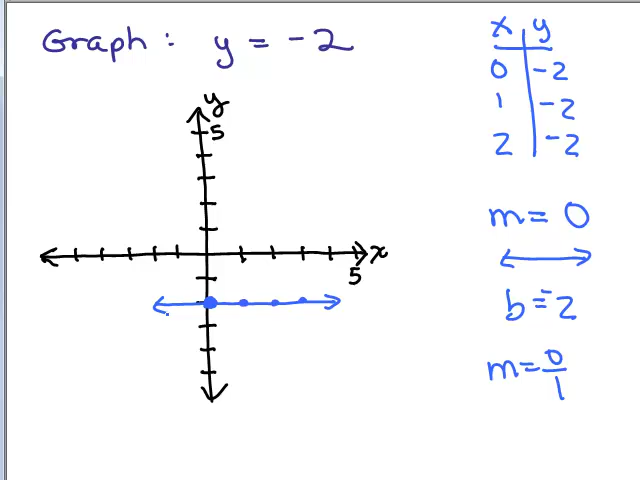 Graph: y = -2
y
5
x
5
x y
0 -2
1 -2
2 -2
m = 0
b = -2
m = 0/1